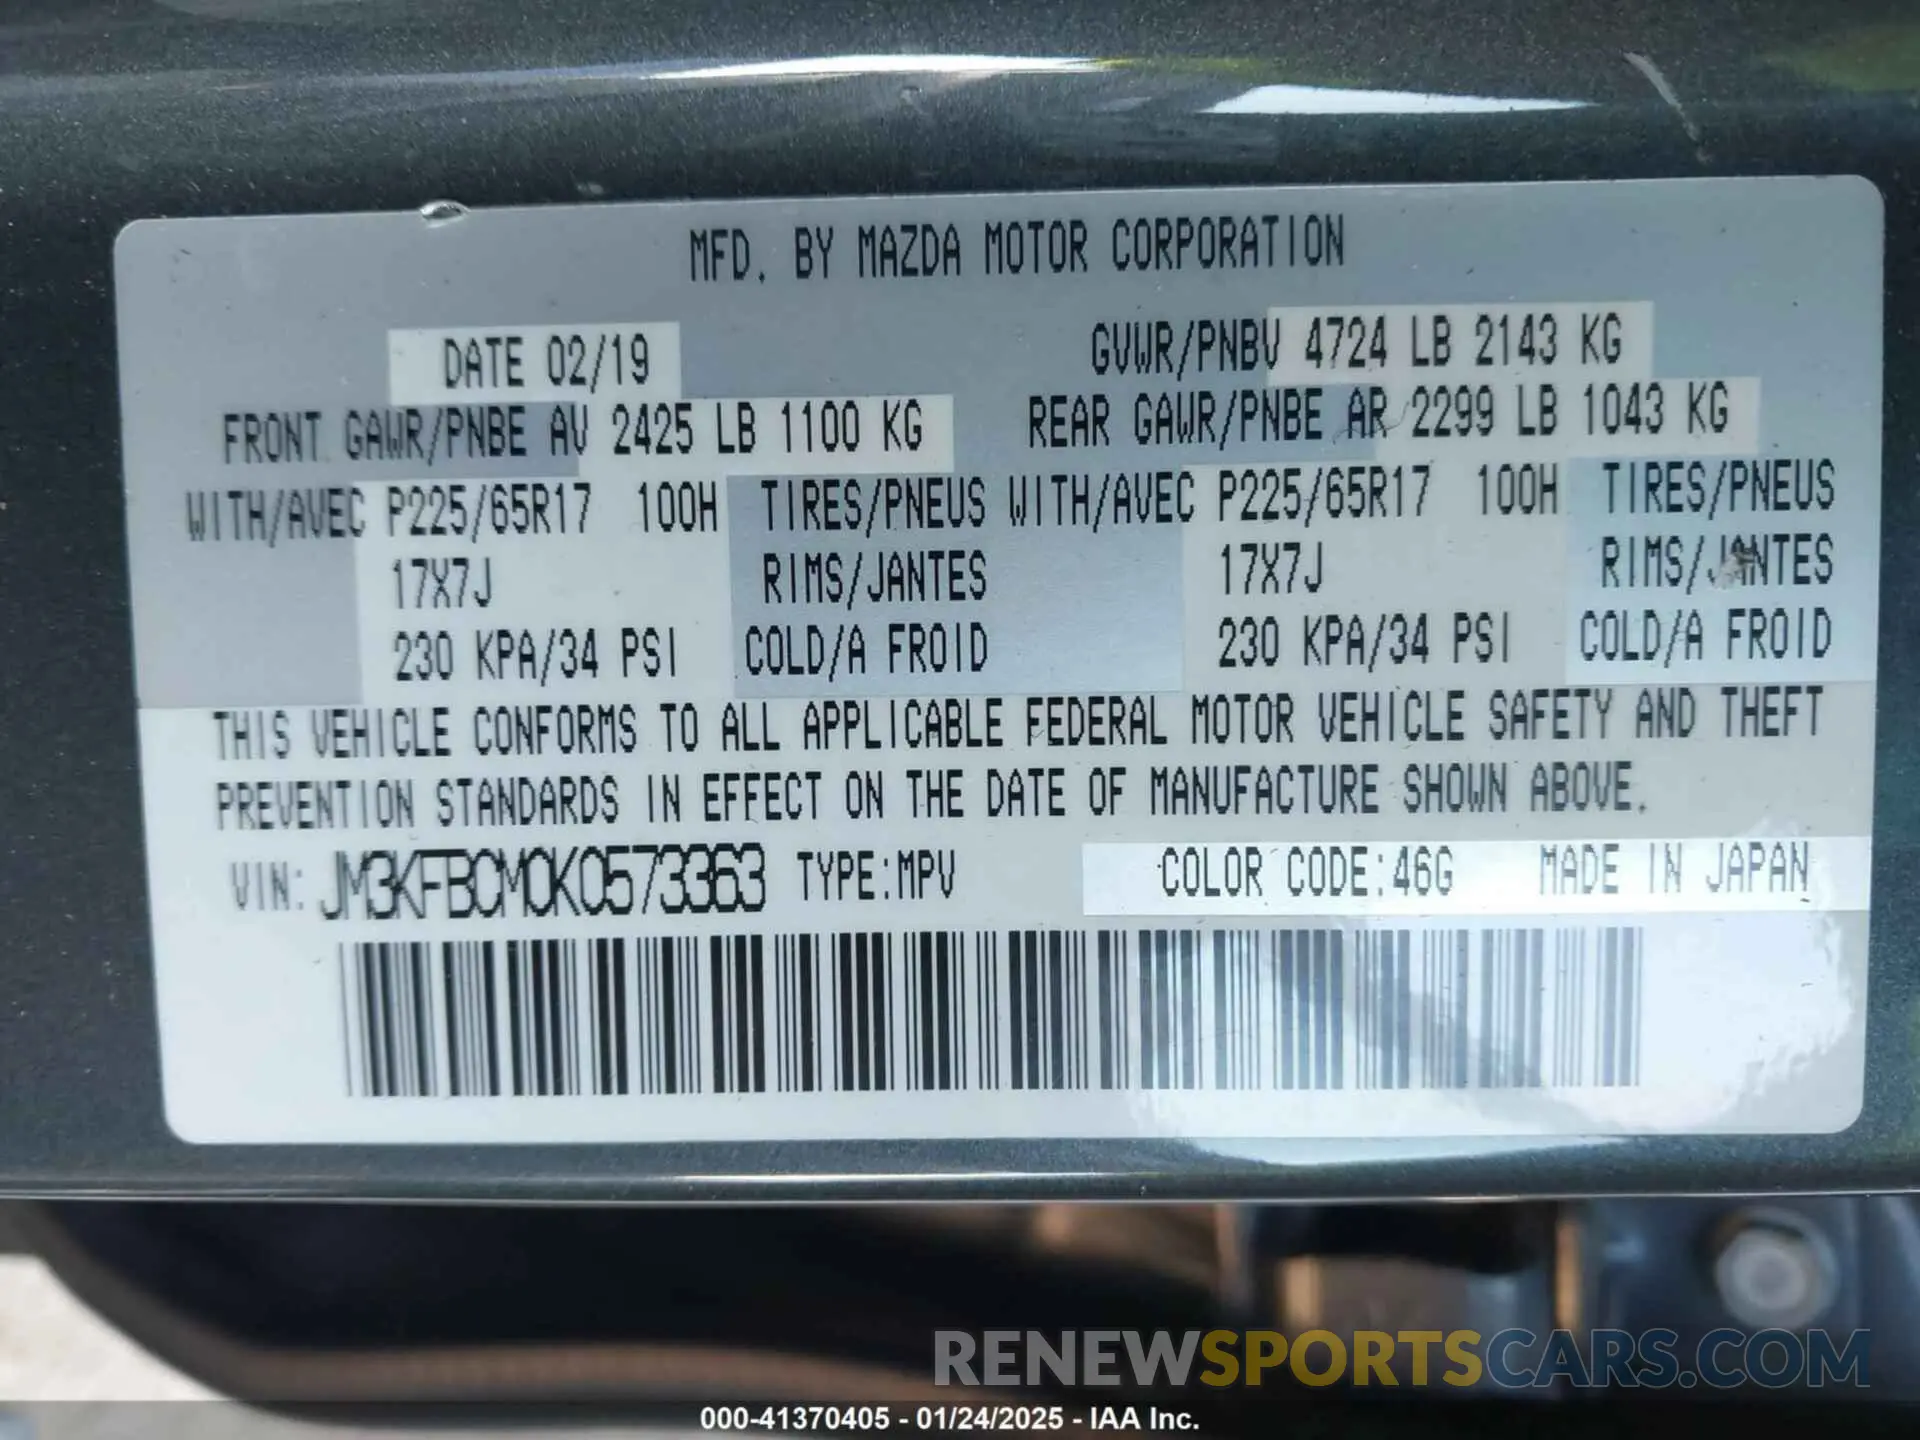 MFD. BY MAZDA MOTOR CORPORATION
DATE 02/19 GVWR/PNBV 4724 LB 2143 KG
FRONT GAWR/PNBE AV 2425 LB 1100 KG REAR GAWR/PNBE AR 2299 LB 1043 KG
WITH/AVEC P225/65R17 100H TIRES/PNEUS WITH/AVEC P225/65R17 100H TIRES/PNEUS
17X7J RIMS/JANTES 17X7J RIMS/JANTES
230 KPA/34 PSI COLD/A FROID 230 KPA/34 PSI COLD/A FROID
THIS VEHICLE CONFORMS TO ALL APPLICABLE FEDERAL MOTOR VEHICLE SAFETY AND THEFT
PREVENTION STANDARDS IN EFFECT ON THE DATE OF MANUFACTURE SHOWN ABOVE.
VIN: JM3KFBCM0K0573363 TYPE:MPV COLOR CODE:46G MADE IN JAPAN
RENEWSPORTSCARS.COM
000-41370405 - 01/24/2025 - IAA Inc.